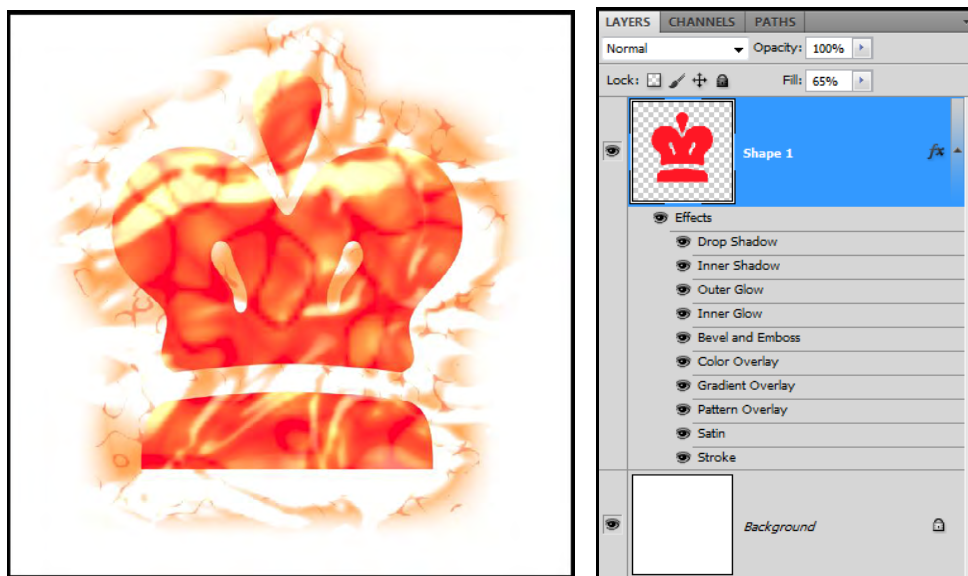 LAYERS CHANNELS PATHS
Normal Opacity: 100%
Lock: Fill: 65%
Shape 1 fx
Effects
Drop Shadow
Inner Shadow
Outer Glow
Inner Glow
Bevel and Emboss
Color Overlay
Gradient Overlay
Pattern Overlay
Satin
Stroke
Background